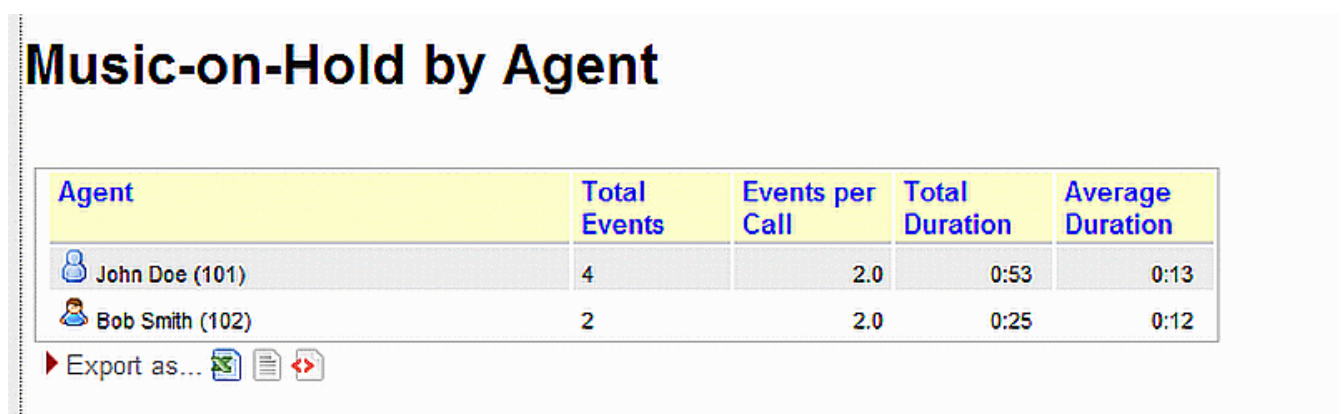 Music-on-Hold by Agent
Agent Total Events Events per Call Total Duration Average Duration
John Doe (101) 4 2.0 0:53 0:13
Bob Smith (102) 2 2.0 0:25 0:12
Export as...